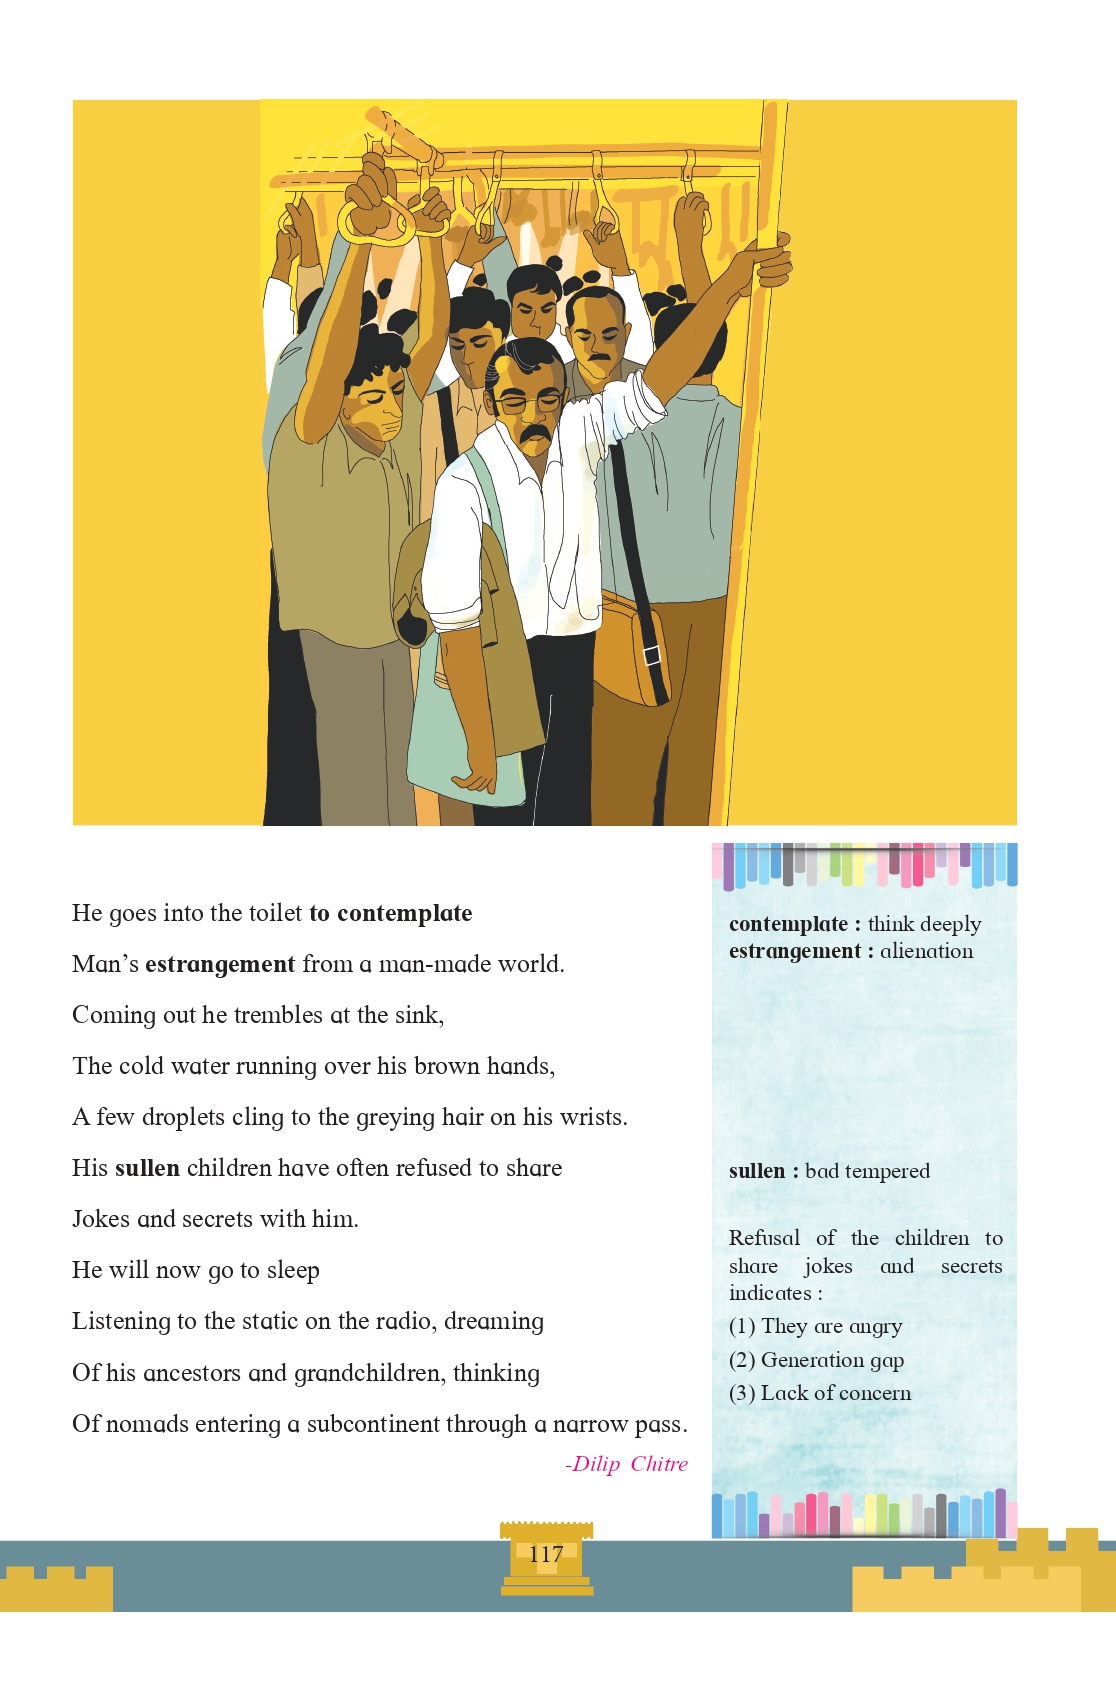 He goes into the toilet to contemplate
Man’s estrangement from a man-made world.
Coming out he trembles at the sink,
The cold water running over his brown hands,
A few droplets cling to the greying hair on his wrists.
His sullen children have often refused to share
Jokes and secrets with him.
He will now go to sleep
Listening to the static on the radio, dreaming
Of his ancestors and grandchildren, thinking
Of nomads entering a subcontinent through a narrow pass.
-Dilip Chitre
contemplate : think deeply
estrangement : alienation
sullen : bad tempered
Refusal of the children to
share jokes and secrets
indicates :
(1) They are angry
(2) Generation gap
(3) Lack of concern
117